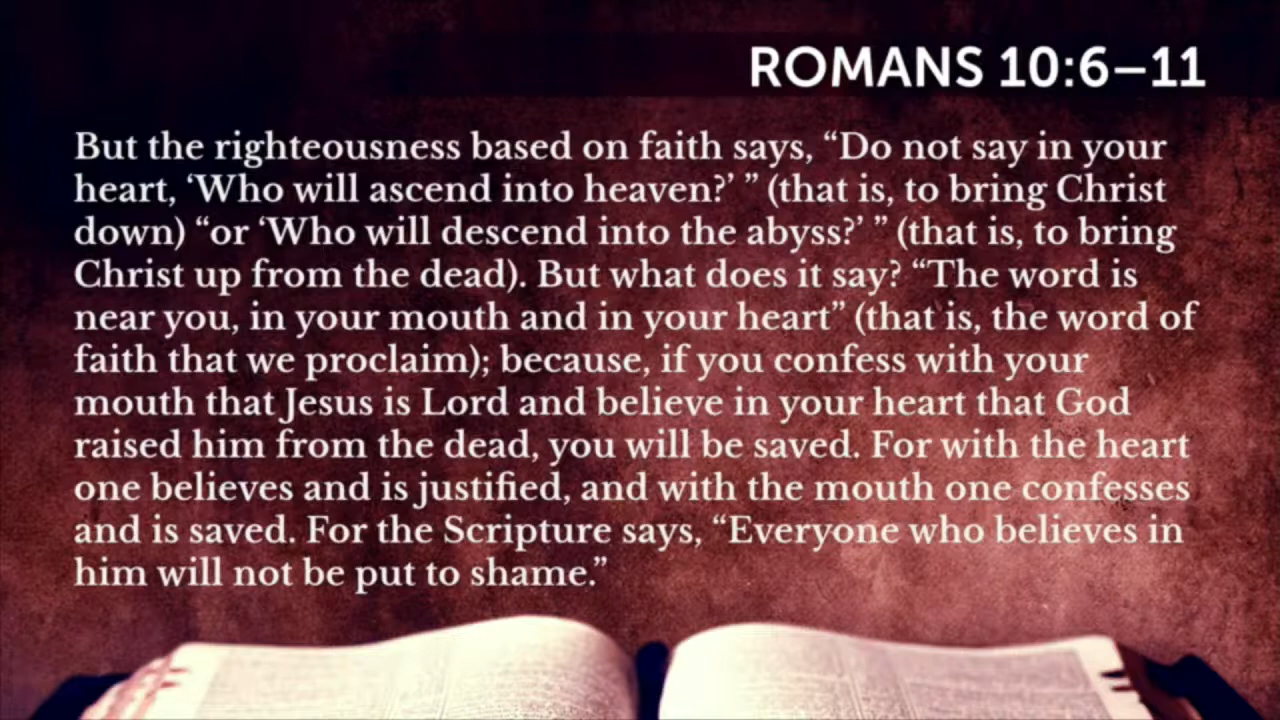 ROMANS 10:6–11
But the righteousness based on faith says, “Do not say in your
heart, ‘Who will ascend into heaven?’ ” (that is, to bring Christ
down) “or ‘Who will descend into the abyss?’ ” (that is, to bring
Christ up from the dead). But what does it say? “The word is
near you, in your mouth and in your heart” (that is, the word of
faith that we proclaim); because, if you confess with your
mouth that Jesus is Lord and believe in your heart that God
raised him from the dead, you will be saved. For with the heart
one believes and is justified, and with the mouth one confesses
and is saved. For the Scripture says, “Everyone who believes in
him will not be put to shame.”